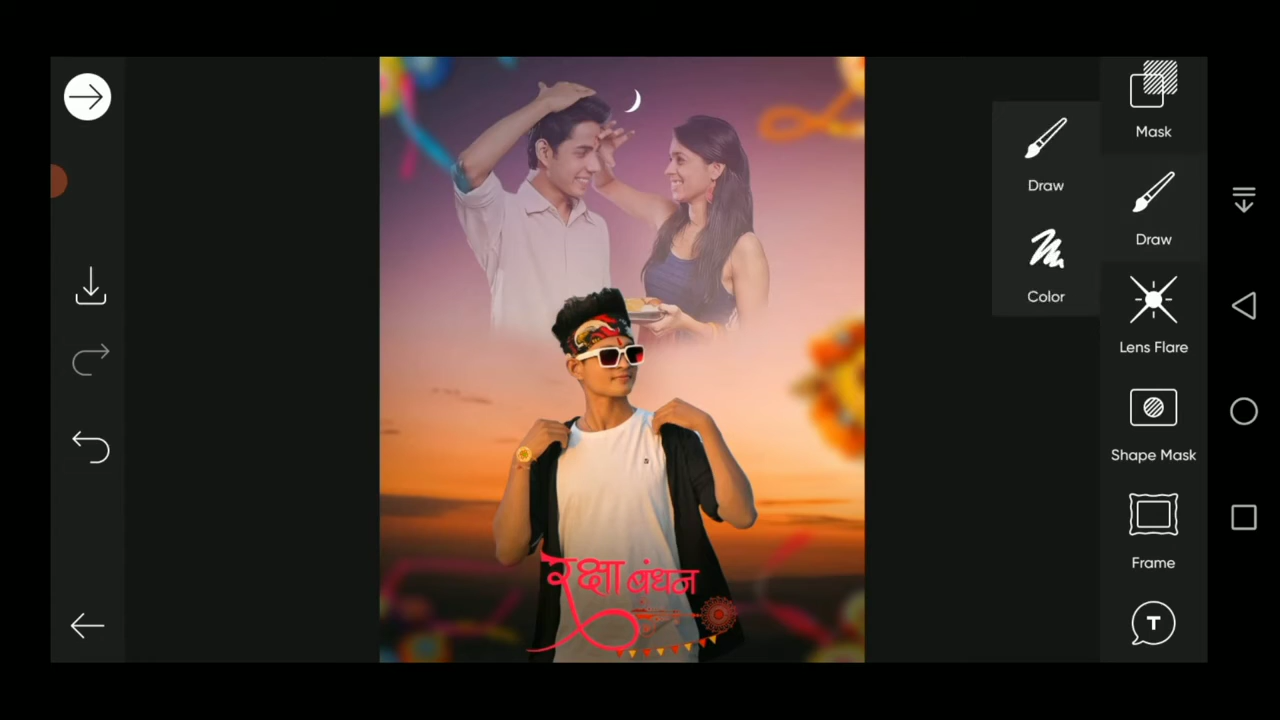 Mask
Draw
Draw
Color
Lens Flare
Shape Mask
Frame
T
रक्षा बंधन